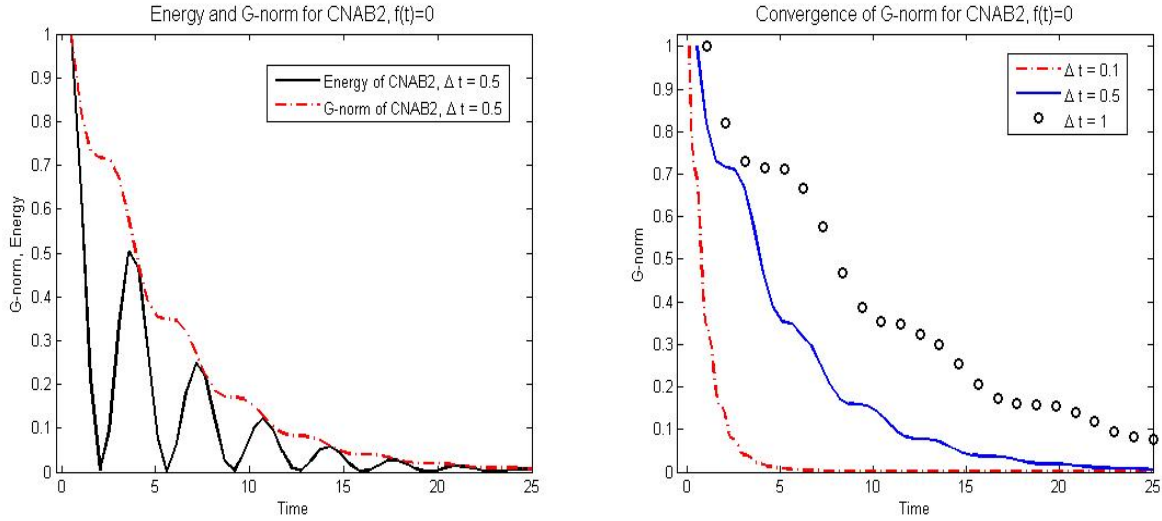 Energy and G-norm for CNAB2, f(t)=0
1
0.9
0.8
0.7
0.6
0.5
0.4
0.3
0.2
0.1
0
G-norm, Energy
Energy of CNAB2, Δ t = 0.5
G-norm of CNAB2, Δ t = 0.5
0 5 10 15 20 25
Time
Convergence of G-norm for CNAB2, f(t)=0
1
0.9
0.8
0.7
0.6
0.5
0.4
0.3
0.2
0.1
0
G-norm
Δ t = 0.1
Δ t = 0.5
Δ t = 1
0 5 10 15 20 25
Time